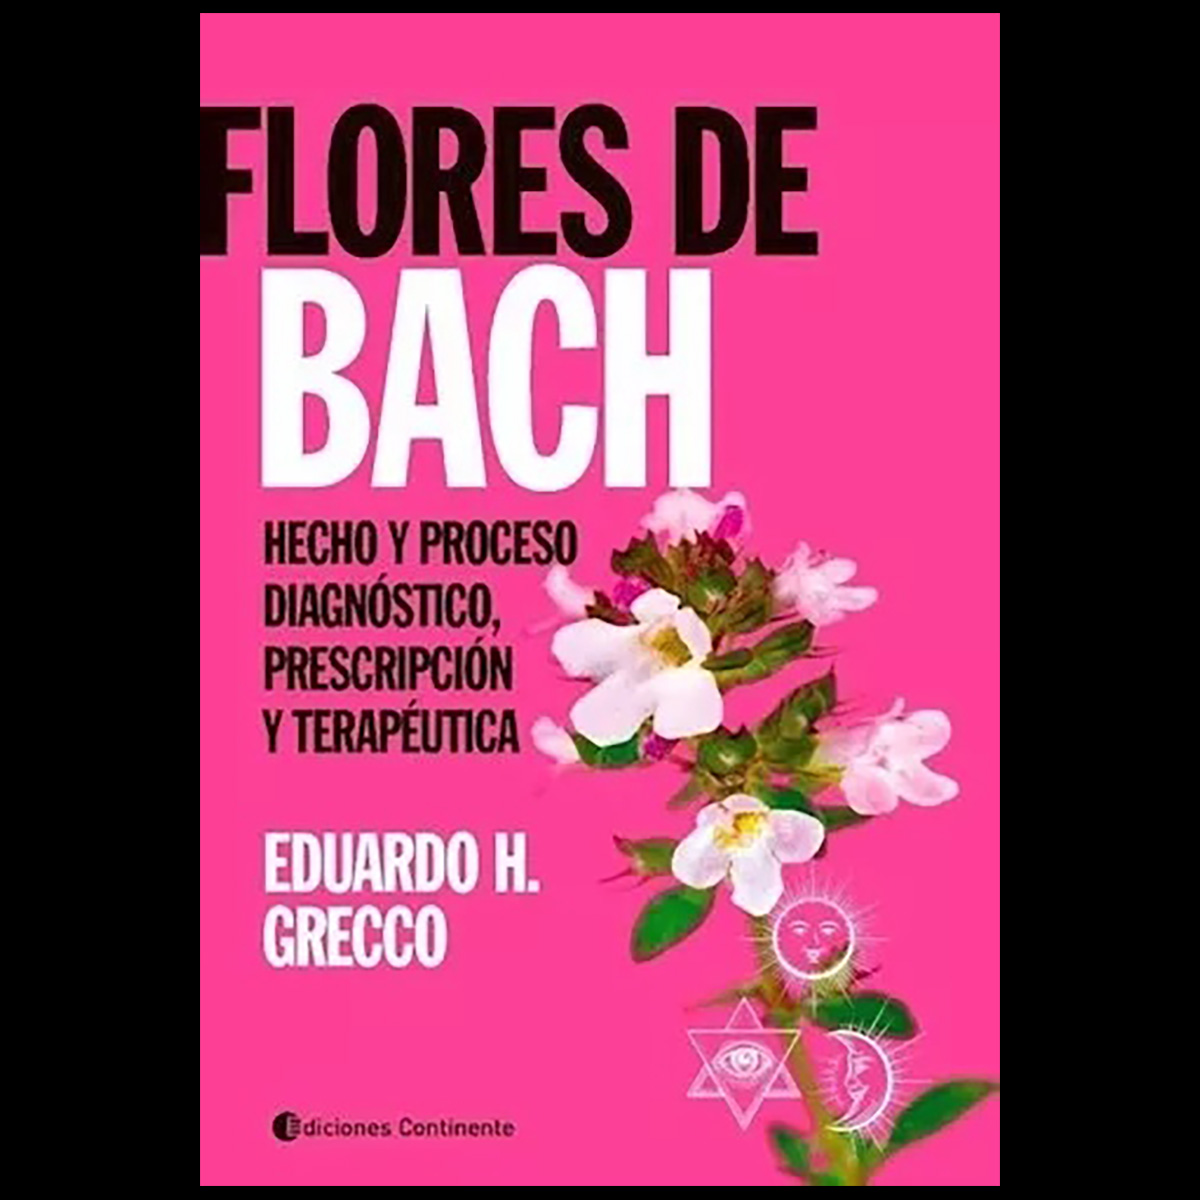 FLORES DE
BACH
HECHO Y PROCESO
DIAGNÓSTICO,
PRESCRIPCIÓN
Y TERAPÉUTICA
EDUARDO H.
GRECCO
Ediciones Continente